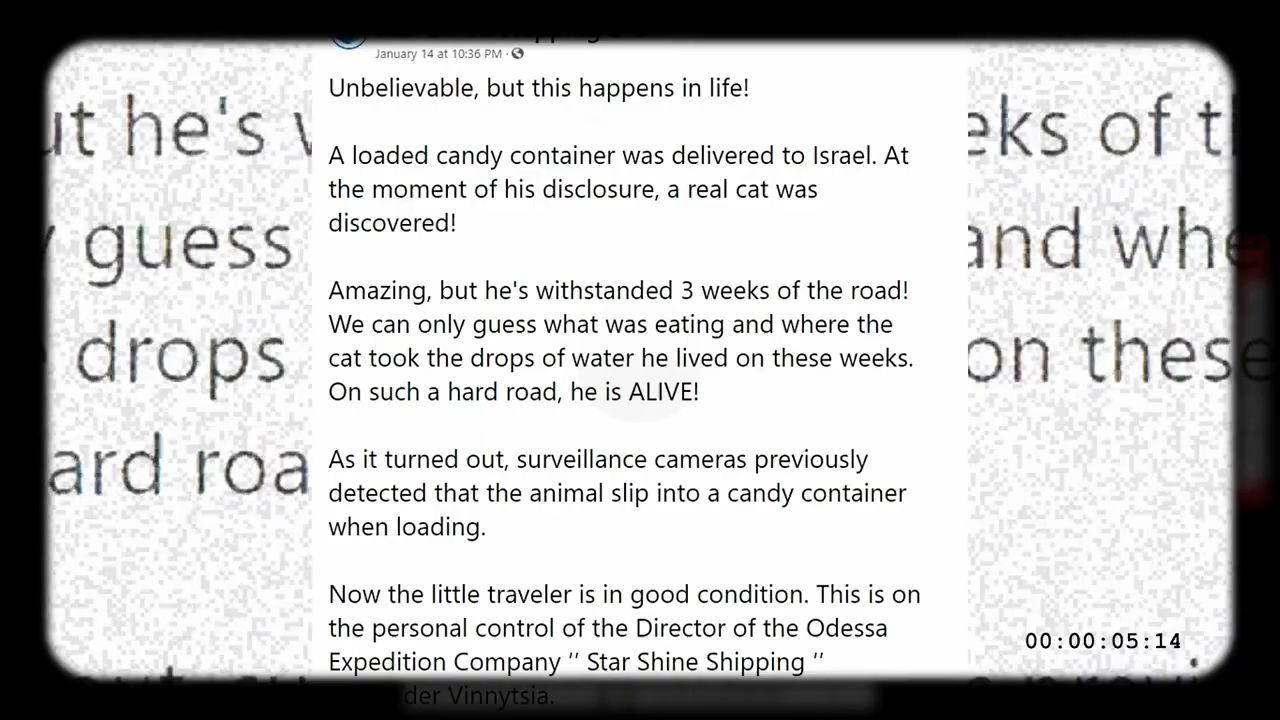 January 14 at 10:36 PM ·
Unbelievable, but this happens in life!
A loaded candy container was delivered to Israel. At
the moment of his disclosure, a real cat was
discovered!
Amazing, but he's withstanded 3 weeks of the road!
We can only guess what was eating and where the
cat took the drops of water he lived on these weeks.
On such a hard road, he is ALIVE!
As it turned out, surveillance cameras previously
detected that the animal slip into a candy container
when loading.
Now the little traveler is in good condition. This is on
the personal control of the Director of the Odessa
Expedition Company '' Star Shine Shipping ''
der Vinnytsia.
ut he's
guess
drops
ard roa
eks of t
and whe
on these
00:00:05:14